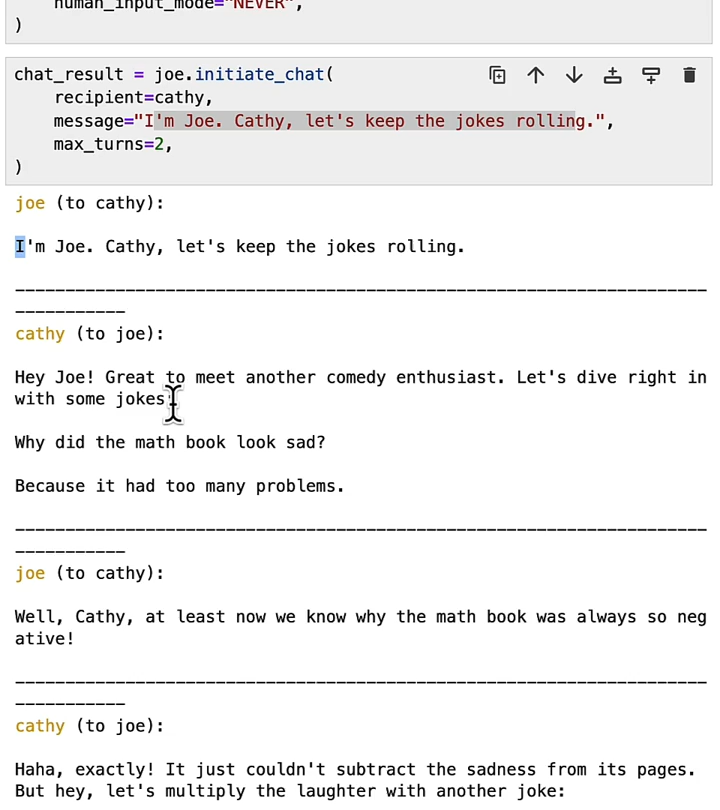 human_input_mode="NEVER",
)
chat_result = joe.initiate_chat(
recipient=cathy,
message="I'm Joe. Cathy, let's keep the jokes rolling.",
max_turns=2,
)
joe (to cathy):
I'm Joe. Cathy, let's keep the jokes rolling.
--------------------------------------------------------------------------------
cathy (to joe):
Hey Joe! Great to meet another comedy enthusiast. Let's dive right in
with some jokes
Why did the math book look sad?
Because it had too many problems.
--------------------------------------------------------------------------------
joe (to cathy):
Well, Cathy, at least now we know why the math book was always so neg
ative!
--------------------------------------------------------------------------------
cathy (to joe):
Haha, exactly! It just couldn't subtract the sadness from its pages.
But hey, let's multiply the laughter with another joke: